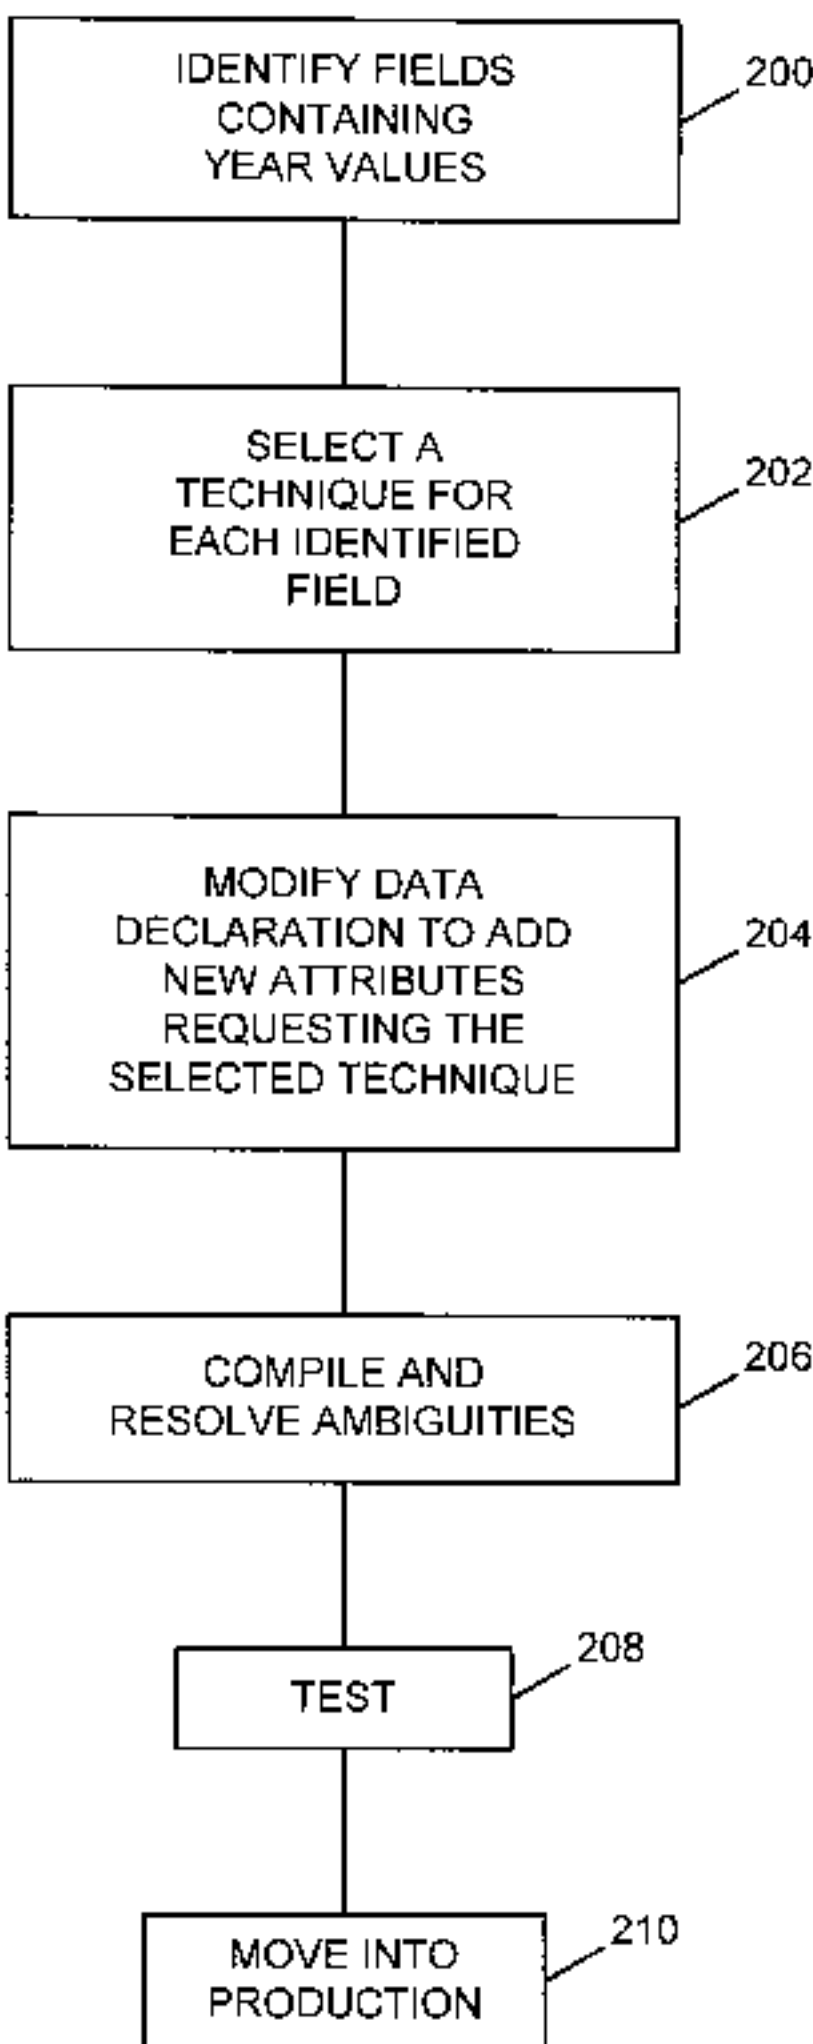 IDENTIFY FIELDS
CONTAINING
YEAR VALUES
200
SELECT A
TECHNIQUE FOR
EACH IDENTIFIED
FIELD
202
MODIFY DATA
DECLARATION TO ADD
NEW ATTRIBUTES
REQUESTING THE
SELECTED TECHNIQUE
204
COMPILE AND
RESOLVE AMBIGUITIES
206
TEST
208
MOVE INTO
PRODUCTION
210